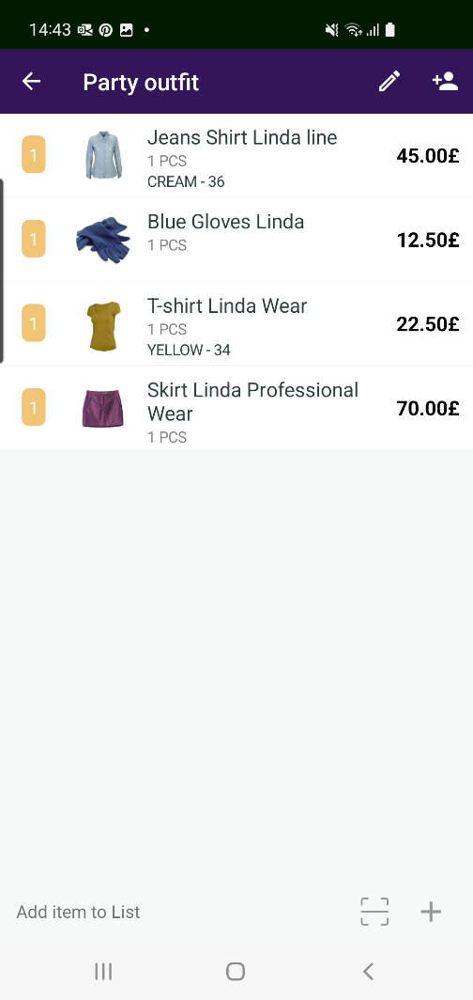 14:43
Party outfit
1
Jeans Shirt Linda line
1 PCS
CREAM - 36
45.00£
1
Blue Gloves Linda
1 PCS
12.50£
1
T-shirt Linda Wear
1 PCS
YELLOW - 34
22.50£
1
Skirt Linda Professional
Wear
1 PCS
70.00£
Add item to List